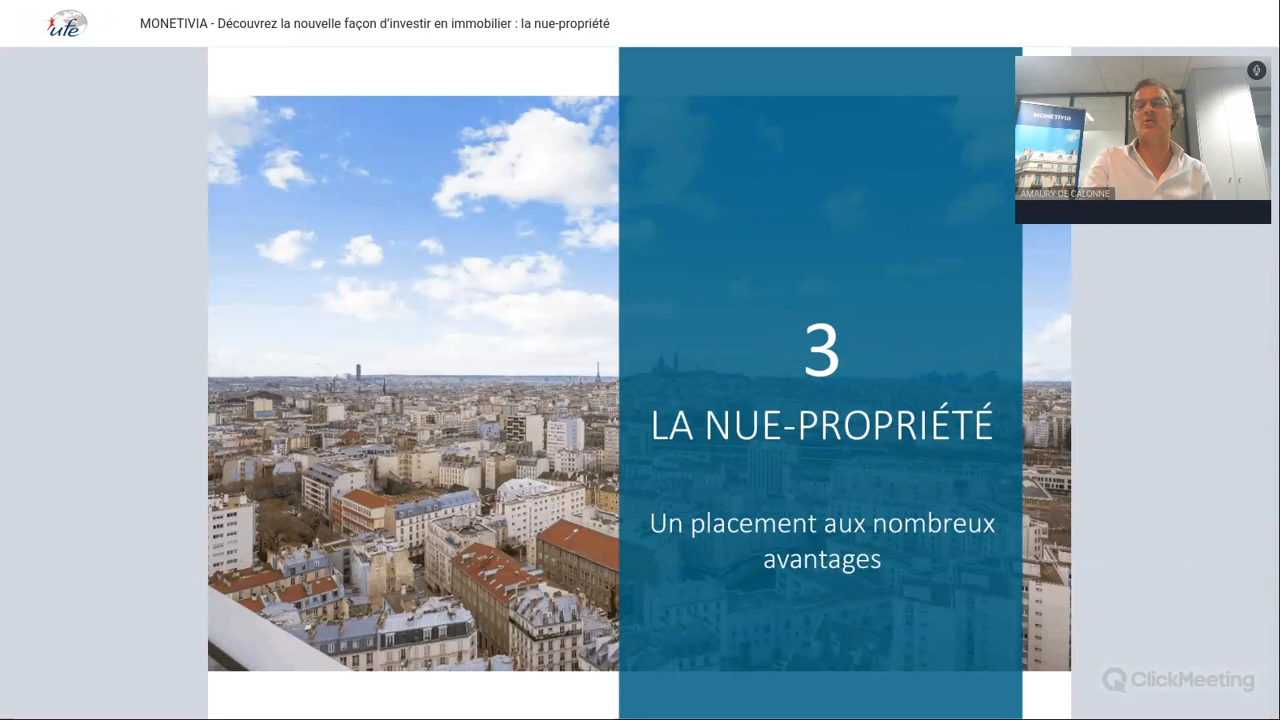 ufe
MONETIVIA - Découvrez la nouvelle façon d’investir en immobilier : la nue-propriété
MONETIVIA
AMAURY DE CALONNE
3
LA NUE-PROPRIÉTÉ
Un placement aux nombreux
avantages
ClickMeeting